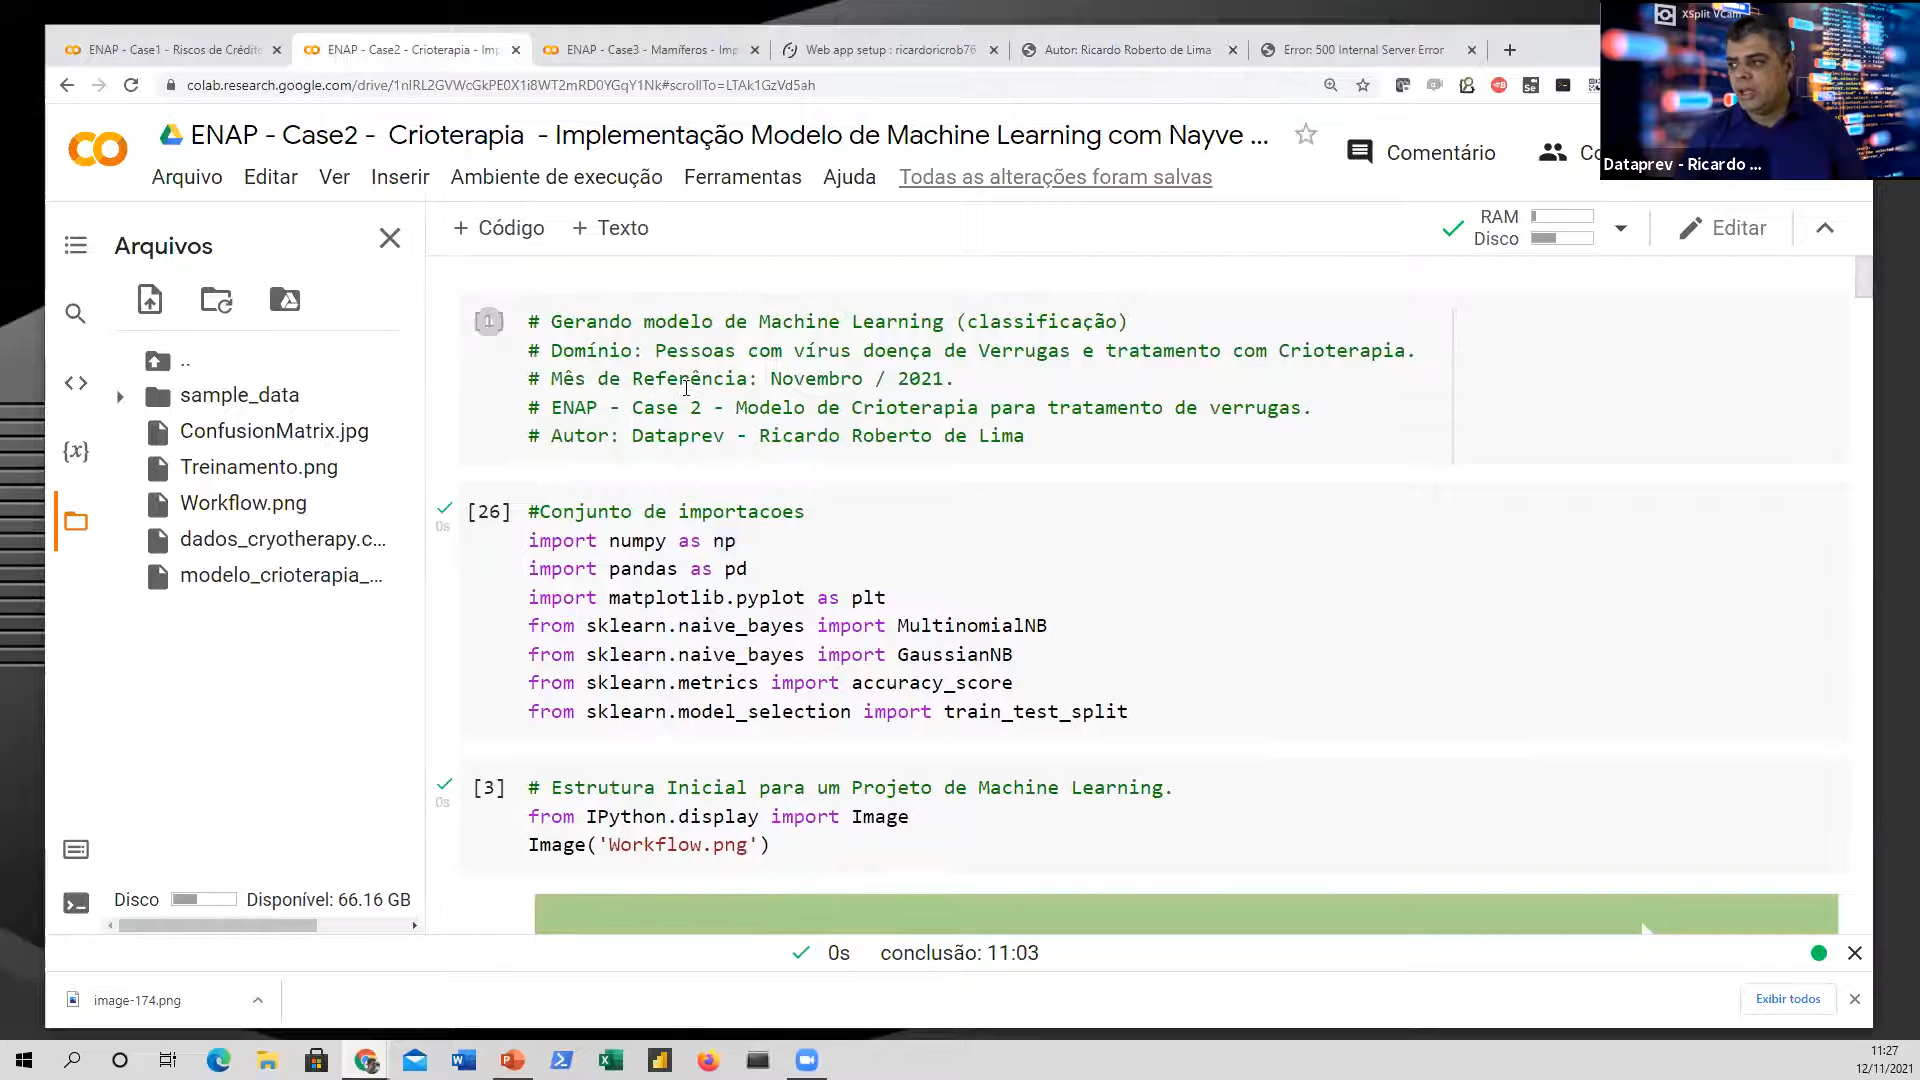 ENAP - Case1 - Riscos de Crédito
ENAP - Case2 - Crioterapia - Imp
ENAP - Case3 - Mamíferos - Imp
Web app setup : ricardoricrob76
Autor: Ricardo Roberto de Lima
Error: 500 Internal Server Error
XSplit VCam
colab.research.google.com/drive/1nIRL2GVWcGkPE0X1i8WT2mRD0YGqY1Nk#scrollTo=LTAk1GzVd5ah
CO
ENAP - Case2 - Crioterapia - Implementação Modelo de Machine Learning com Nayve ...
Comentário
Co
Dataprev - Ricardo ...
Arquivo Editar Ver Inserir Ambiente de execução Ferramentas Ajuda Todas as alterações foram salvas
Arquivos
+ Código + Texto
RAM
Disco
Editar
..
sample_data
ConfusionMatrix.jpg
Treinamento.png
Workflow.png
dados_cryotherapy.c...
modelo_crioterapia_...
{x}
[1] # Gerando modelo de Machine Learning (classificação)
# Domínio: Pessoas com vírus doença de Verrugas e tratamento com Crioterapia.
# Mês de Referência: Novembro / 2021.
# ENAP - Case 2 - Modelo de Crioterapia para tratamento de verrugas.
# Autor: Dataprev - Ricardo Roberto de Lima
[26] #Conjunto de importacoes
0s
import numpy as np
import pandas as pd
import matplotlib.pyplot as plt
from sklearn.naive_bayes import MultinomialNB
from sklearn.naive_bayes import GaussianNB
from sklearn.metrics import accuracy_score
from sklearn.model_selection import train_test_split
[3] # Estrutura Inicial para um Projeto de Machine Learning.
0s
from IPython.display import Image
Image('Workflow.png')
Disco Disponível: 66.16 GB
0s conclusão: 11:03
image-174.png
Exibir todos
11:27
12/11/2021